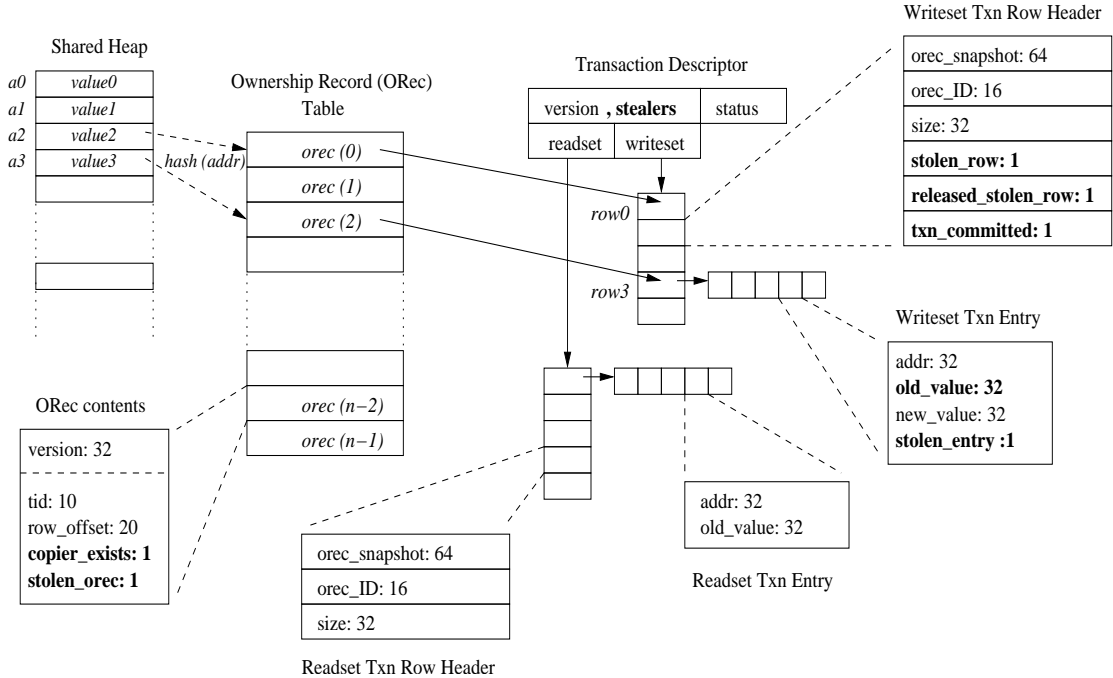 Shared Heap
a0 value0
a1 value1
a2 value2
a3 value3
hash (addr)
Ownership Record (ORec)
Table
orec (0)
orec (1)
orec (2)
orec (n−2)
orec (n−1)
ORec contents
version: 32
tid: 10
row_offset: 20
copier_exists: 1
stolen_orec: 1
Transaction Descriptor
version , stealers status
readset writeset
row0
row3
Writeset Txn Row Header
orec_snapshot: 64
orec_ID: 16
size: 32
stolen_row: 1
released_stolen_row: 1
txn_committed: 1
Writeset Txn Entry
addr: 32
old_value: 32
new_value: 32
stolen_entry :1
addr: 32
old_value: 32
Readset Txn Entry
orec_snapshot: 64
orec_ID: 16
size: 32
Readset Txn Row Header